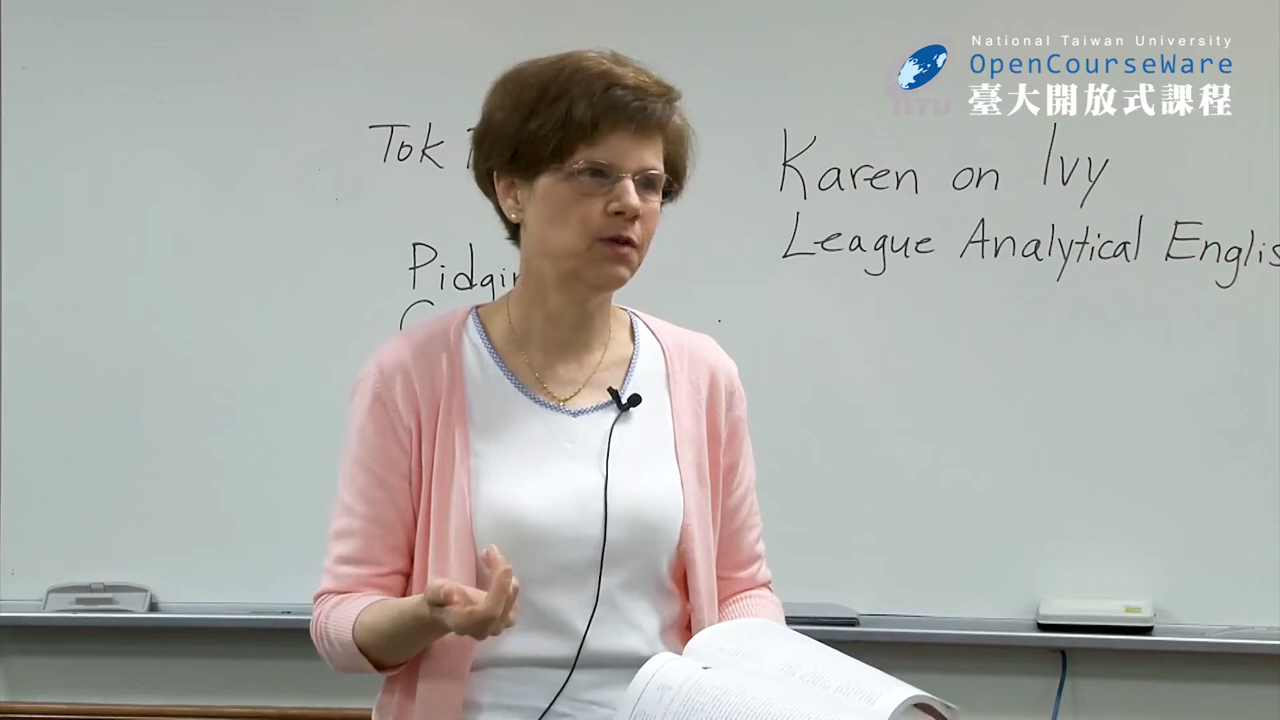 National Taiwan University
OpenCourseWare
臺大開放式課程
NTU
Tok
Karen on Ivy
League Analytical Englis
Pidgin